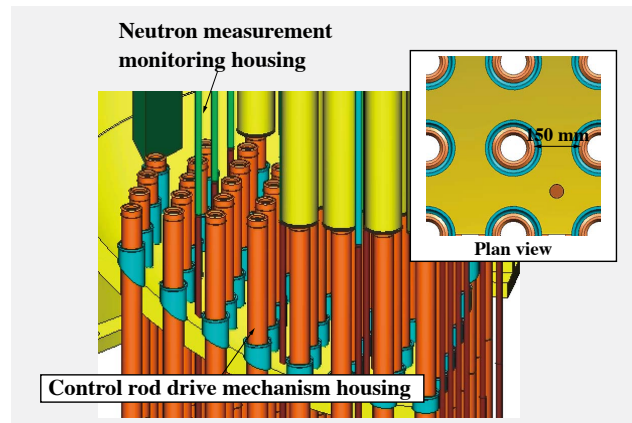 Neutron measurement
monitoring housing
150 mm
Plan view
Control rod drive mechanism housing